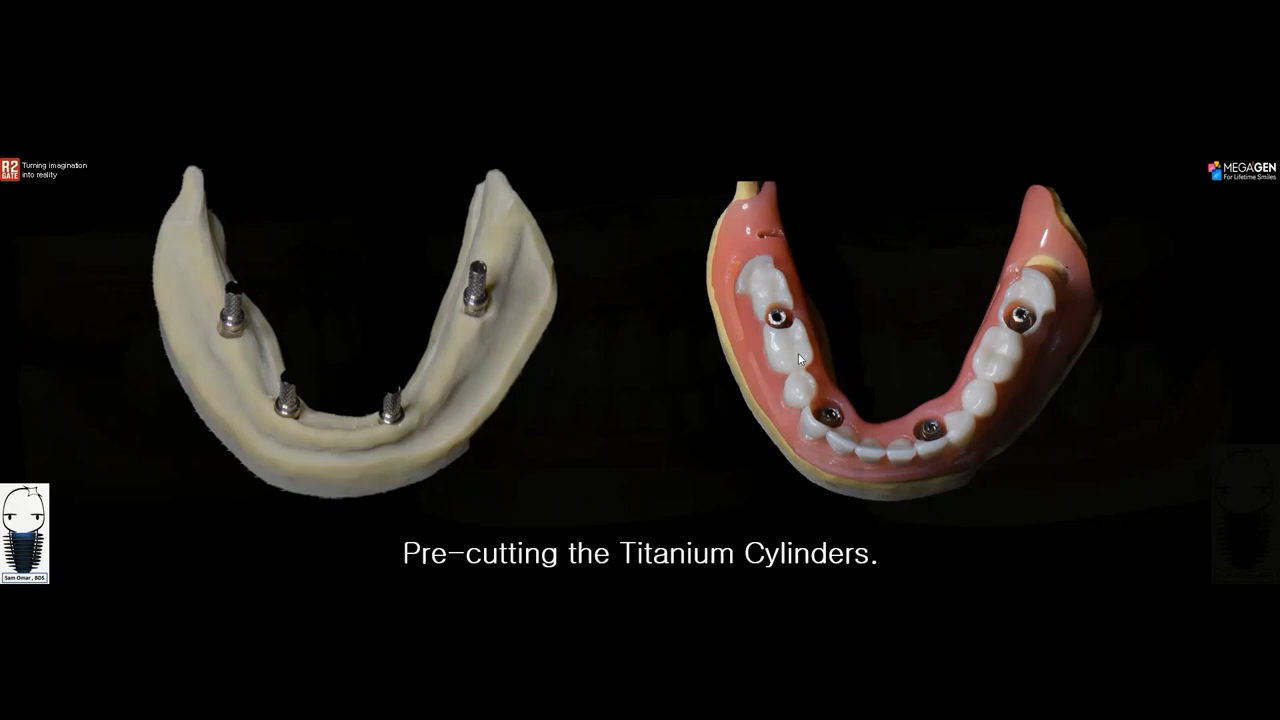 R2
GATE
Turning imagination
into reality
MEGAGEN
For Lifetime Smiles
Sam Omar , BDS
Pre-cutting the Titanium Cylinders.